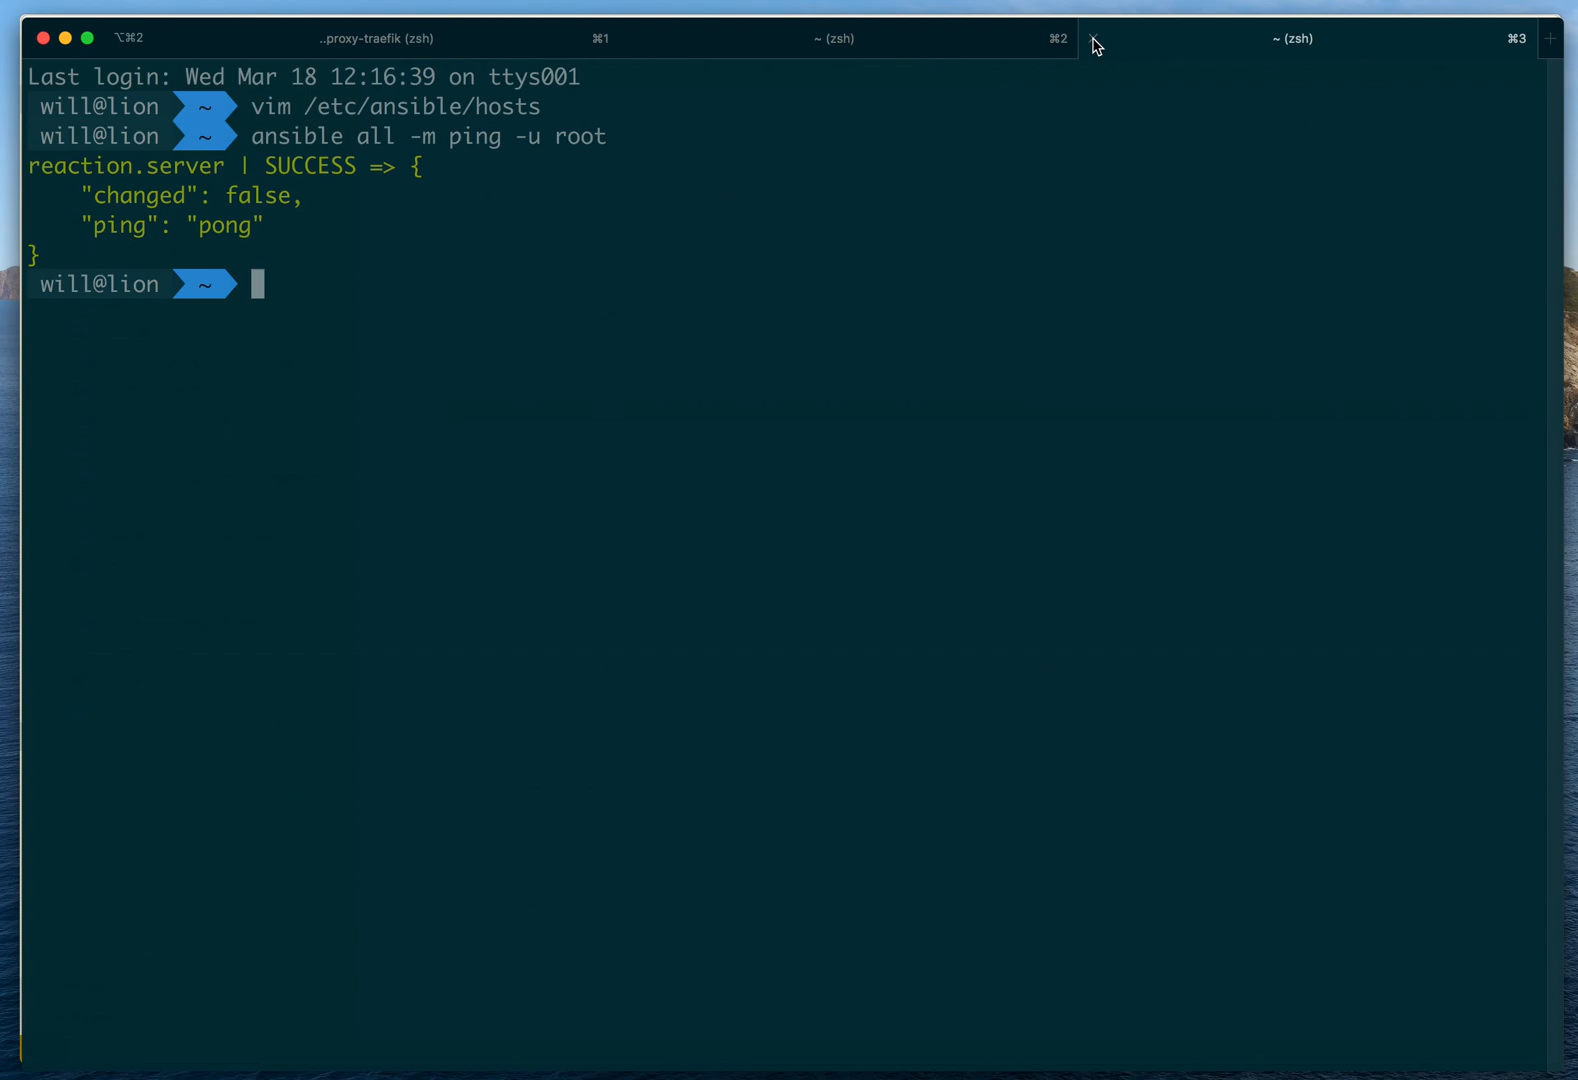 ⌥⌘2 ..proxy-traefik (zsh) ⌘1 ~ (zsh) ⌘2 ~ (zsh) ⌘3
Last login: Wed Mar 18 12:16:39 on ttys001
will@lion ~ vim /etc/ansible/hosts
will@lion ~ ansible all -m ping -u root
reaction.server | SUCCESS => {
    "changed": false,
    "ping": "pong"
}
will@lion ~